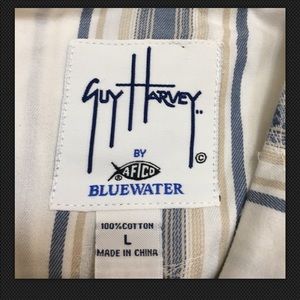 GUY HARVEY..
BY
AFTCO ©
BLUEWATER
100% COTTON
L
MADE IN CHINA